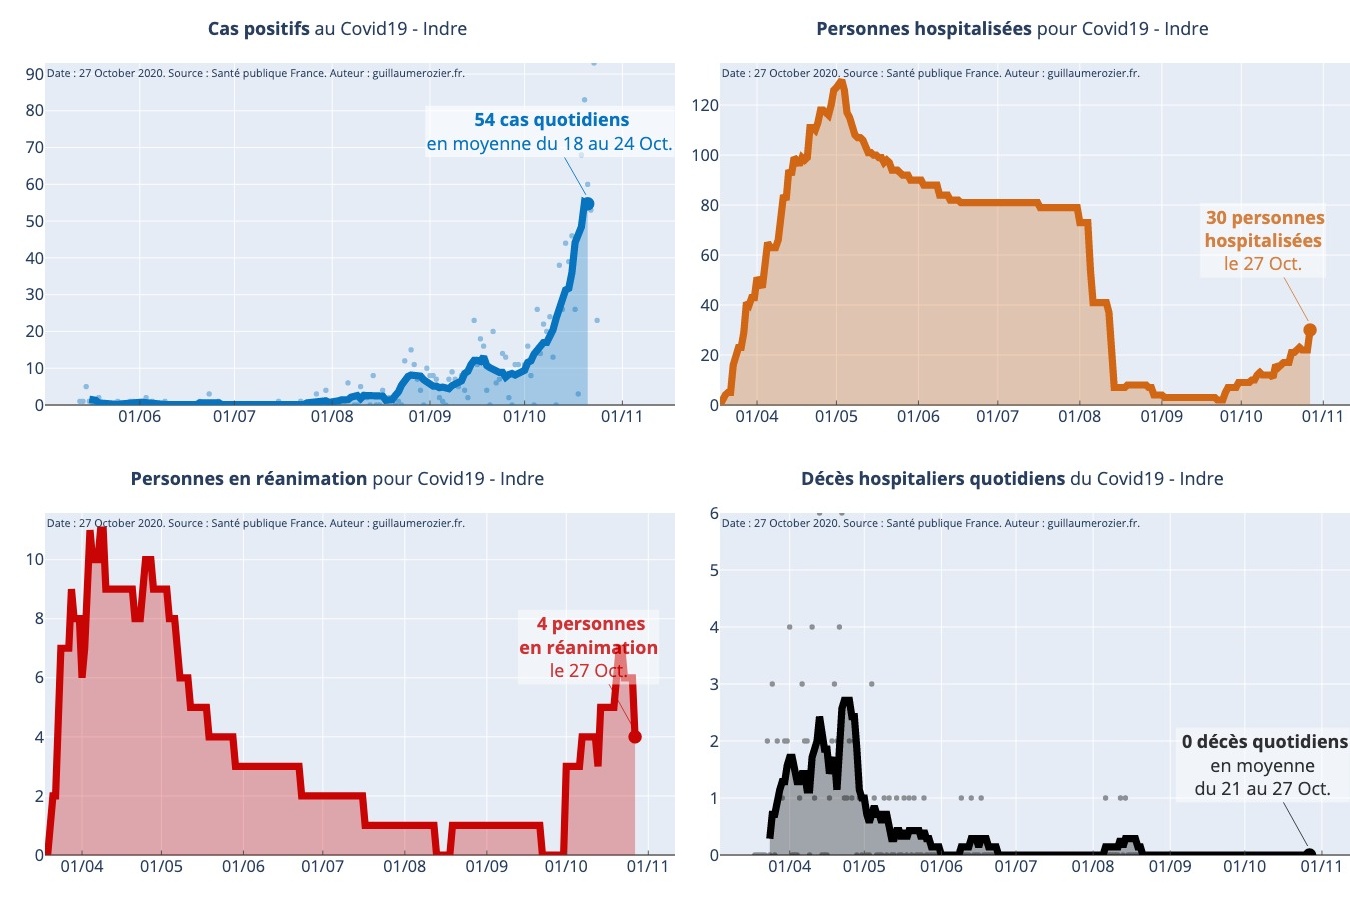 Cas positifs au Covid19 - Indre
Date : 27 October 2020. Source : Santé publique France. Auteur : guillaumerozier.fr.
90
80
70
60
50
40
30
20
10
0
54 cas quotidiens
en moyenne du 18 au 24 Oct.
01/06 01/07 01/08 01/09 01/10 01/11
Personnes hospitalisées pour Covid19 - Indre
Date : 27 October 2020. Source : Santé publique France. Auteur : guillaumerozier.fr.
120
100
80
60
40
20
0
30 personnes
hospitalisées
le 27 Oct.
01/04 01/05 01/06 01/07 01/08 01/09 01/10 01/11
Personnes en réanimation pour Covid19 - Indre
Date : 27 October 2020. Source : Santé publique France. Auteur : guillaumerozier.fr.
10
8
6
4
2
0
4 personnes
en réanimation
le 27 Oct.
01/04 01/05 01/06 01/07 01/08 01/09 01/10 01/11
Décès hospitaliers quotidiens du Covid19 - Indre
Date : 27 October 2020. Source : Santé publique France. Auteur : guillaumerozier.fr.
6
5
4
3
2
1
0
0 décès quotidiens
en moyenne
du 21 au 27 Oct.
01/04 01/05 01/06 01/07 01/08 01/09 01/10 01/11